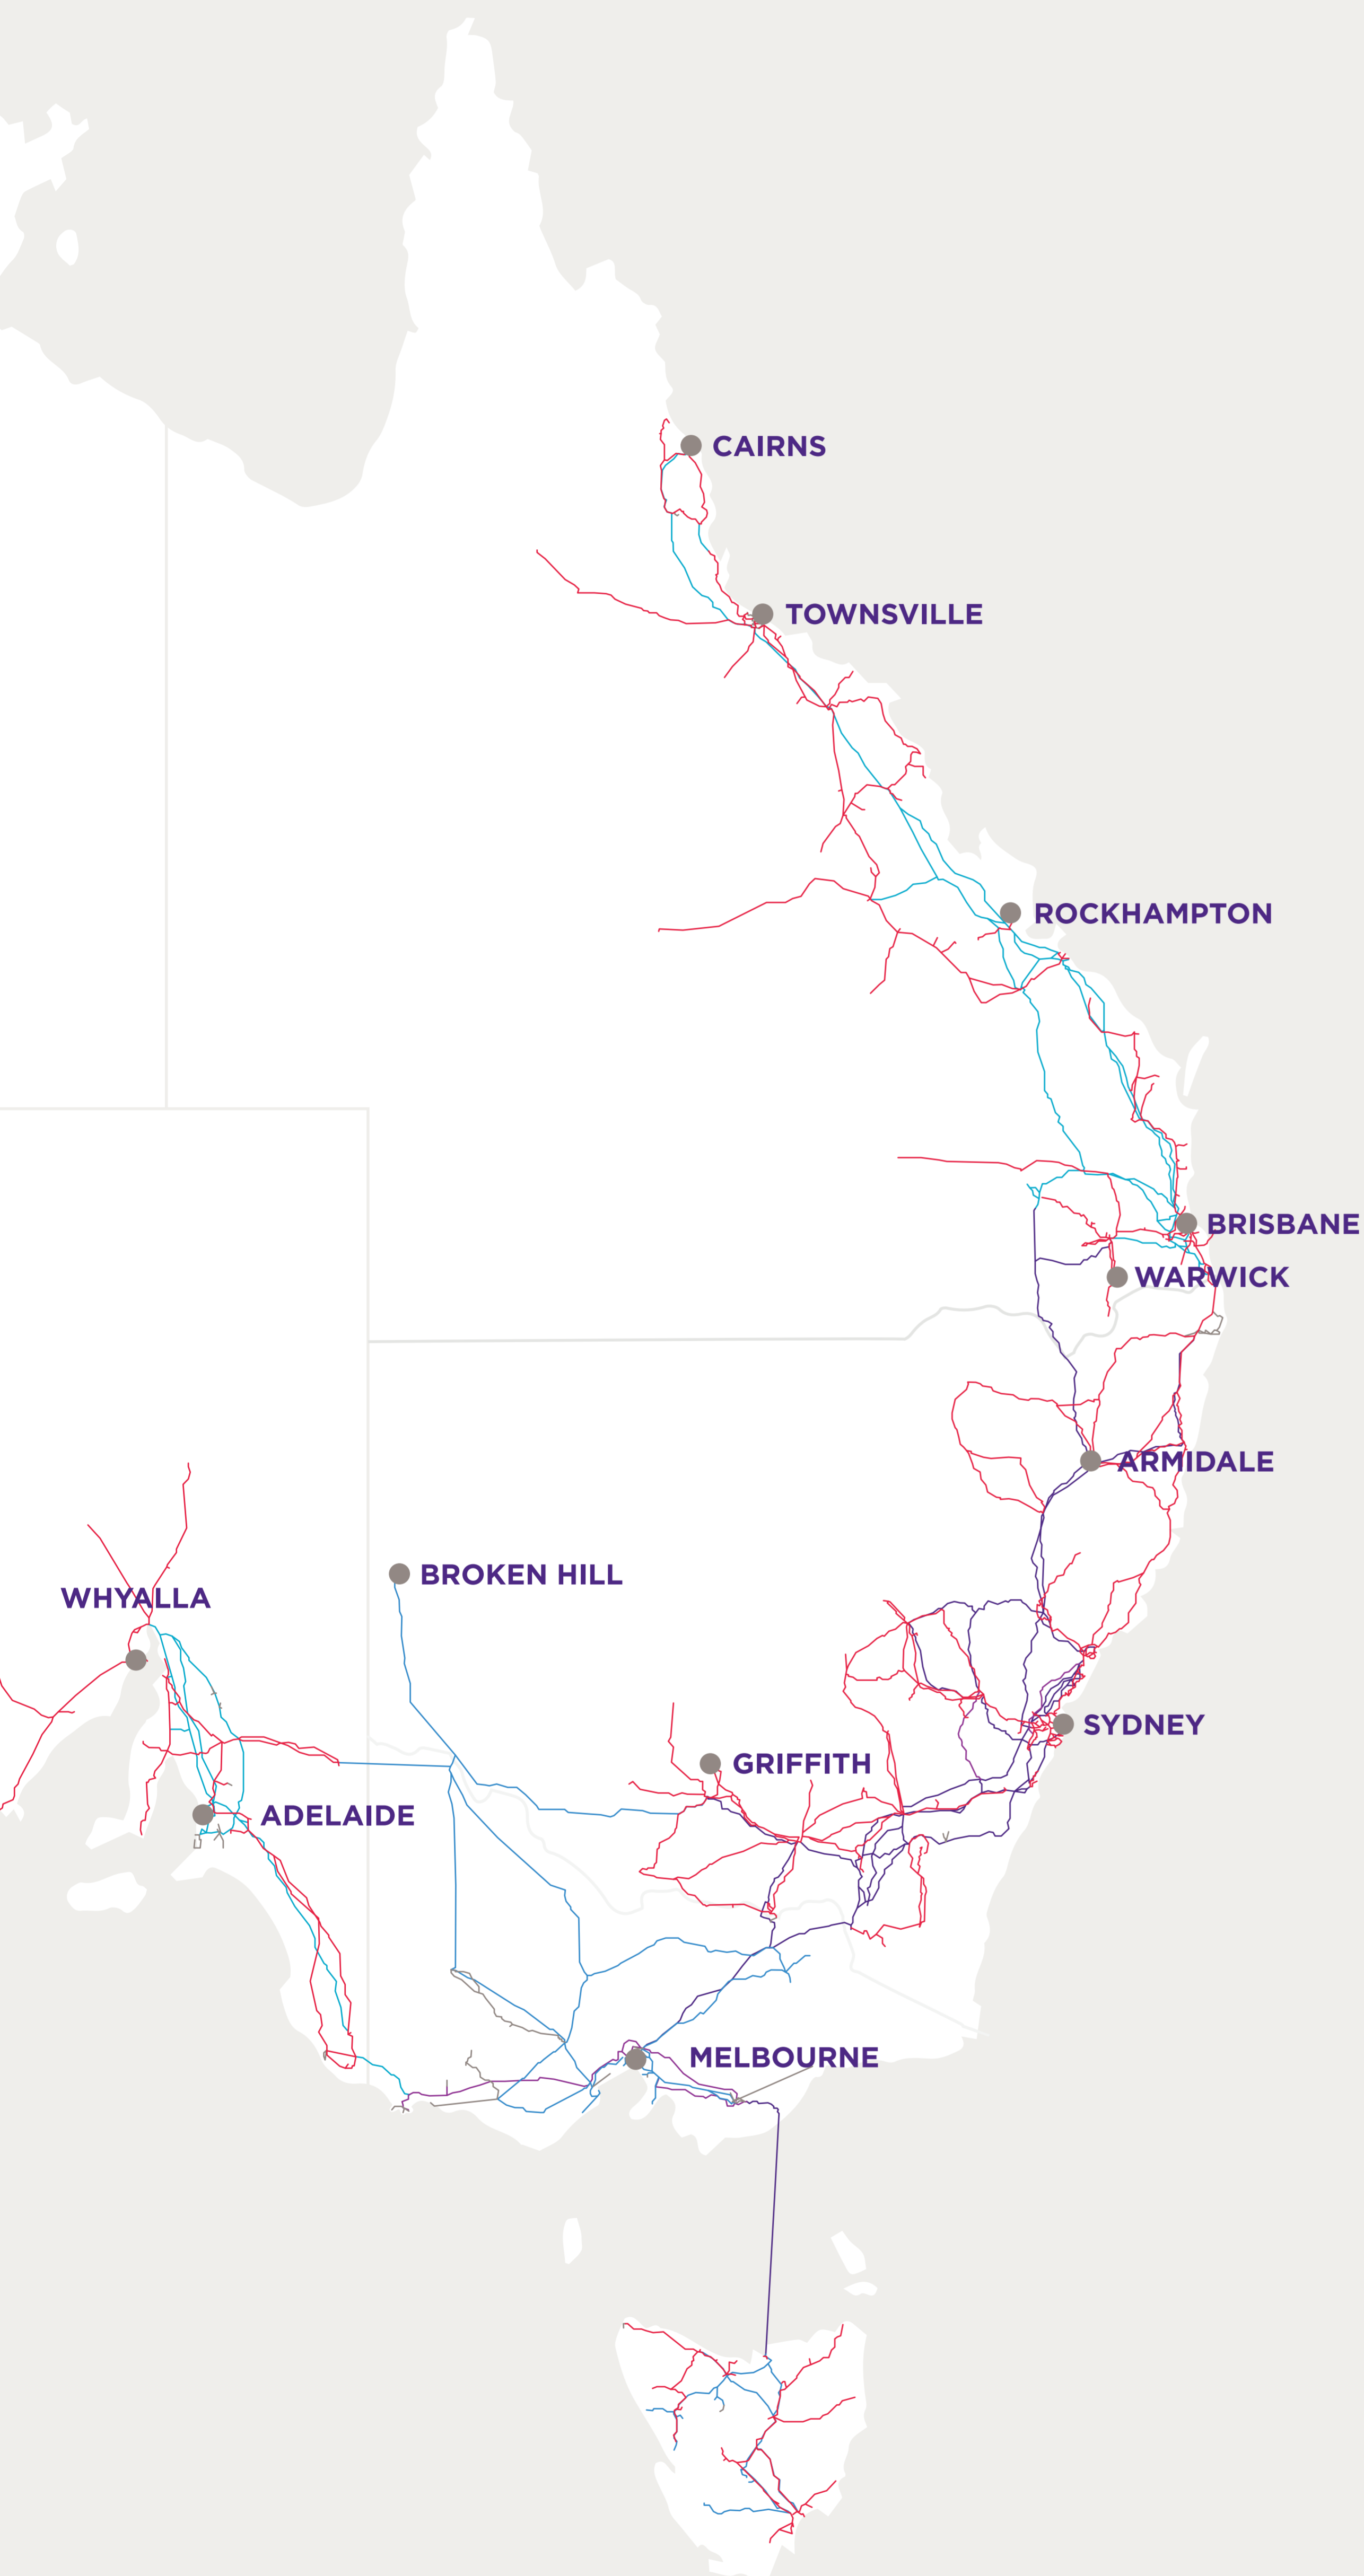 CAIRNS
TOWNSVILLE
ROCKHAMPTON
BRISBANE
WARWICK
ARMIDALE
BROKEN HILL
WHYALLA
SYDNEY
GRIFFITH
ADELAIDE
MELBOURNE